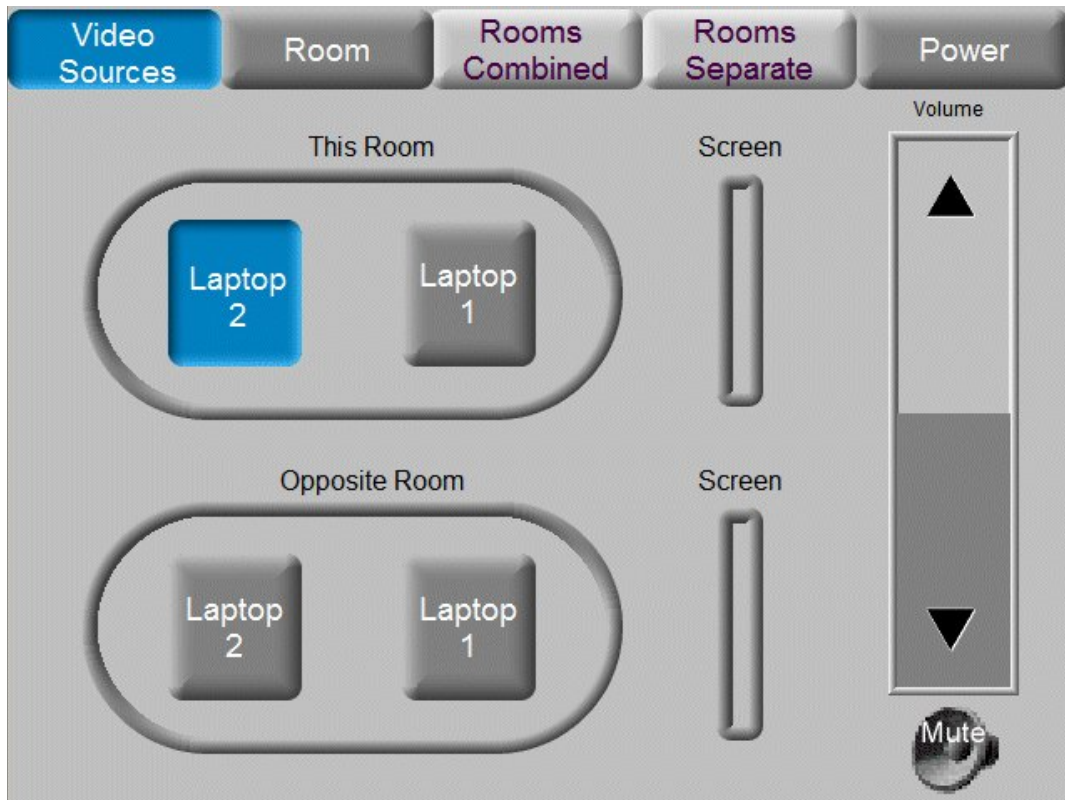 Video
Sources
Room
Rooms
Combined
Rooms
Separate
Power
Volume
This Room
Screen
Laptop
2
Laptop
1
Opposite Room
Screen
Laptop
2
Laptop
1
Mute